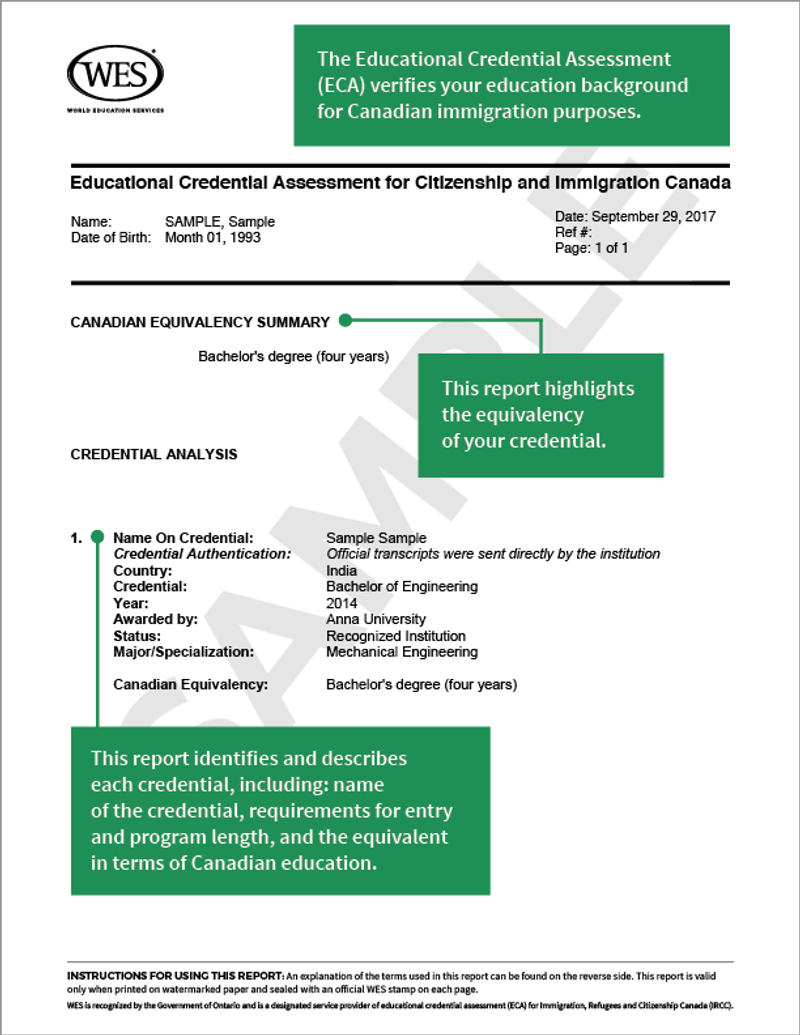 WES
WORLD EDUCATION SERVICES
The Educational Credential Assessment
(ECA) verifies your education background
for Canadian immigration purposes.
Educational Credential Assessment for Citizenship and Immigration Canada
Name: SAMPLE, Sample
Date of Birth: Month 01, 1993
Date: September 29, 2017
Ref #:
Page: 1 of 1
CANADIAN EQUIVALENCY SUMMARY
Bachelor's degree (four years)
This report highlights
the equivalency
of your credential.
CREDENTIAL ANALYSIS
1. Name On Credential: Sample Sample
Credential Authentication: Official transcripts were sent directly by the institution
Country: India
Credential: Bachelor of Engineering
Year: 2014
Awarded by: Anna University
Status: Recognized Institution
Major/Specialization: Mechanical Engineering
Canadian Equivalency: Bachelor's degree (four years)
SAMPLE
This report identifies and describes
each credential, including: name
of the credential, requirements for entry
and program length, and the equivalent
in terms of Canadian education.
INSTRUCTIONS FOR USING THIS REPORT: An explanation of the terms used in this report can be found on the reverse side. This report is valid
only when printed on watermarked paper and sealed with an official WES stamp on each page.
WES is recognized by the Government of Ontario and is a designated service provider of educational credential assessment (ECA) for Immigration, Refugees and Citizenship Canada (IRCC).